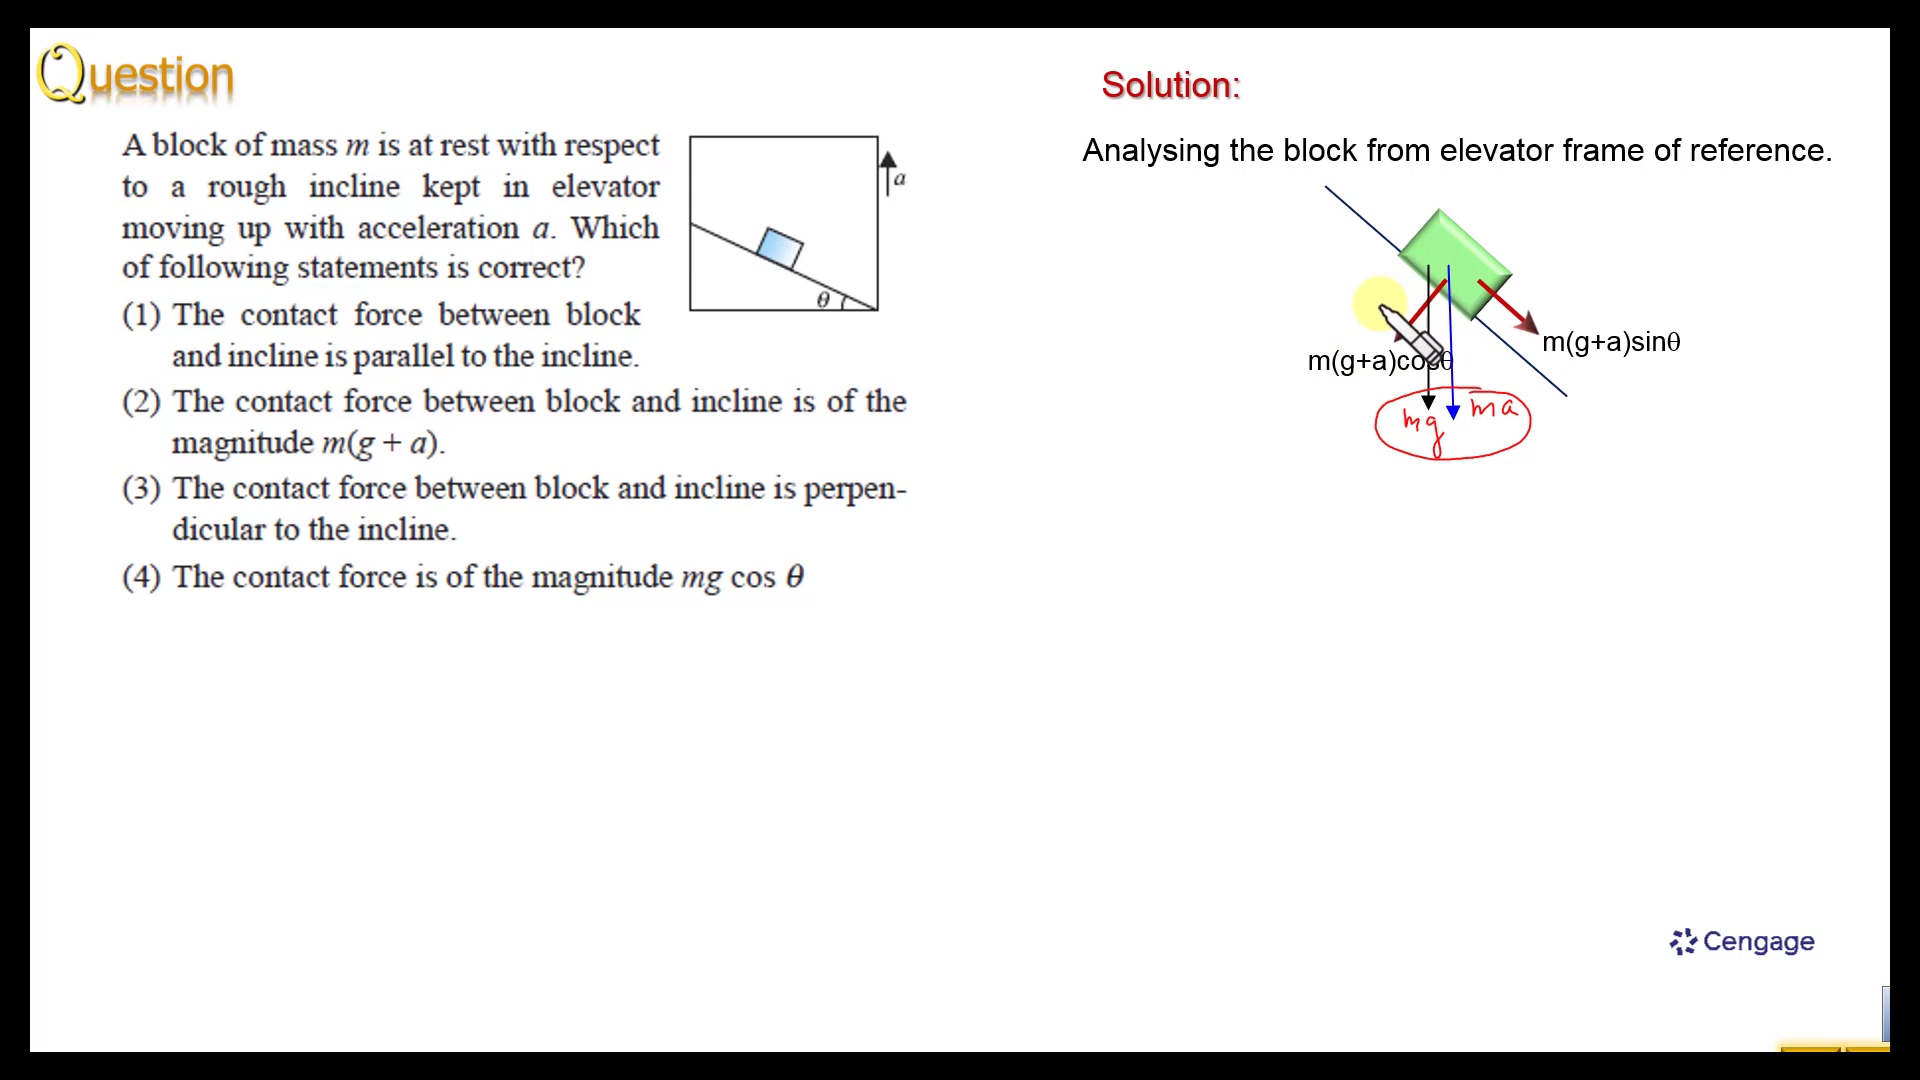 Question
A block of mass m is at rest with respect
to a rough incline kept in elevator
moving up with acceleration a. Which
of following statements is correct?
a
θ
(1) The contact force between block
and incline is parallel to the incline.
(2) The contact force between block and incline is of the
magnitude m(g + a).
(3) The contact force between block and incline is perpen-
dicular to the incline.
(4) The contact force is of the magnitude mg cos θ
Solution:
Analysing the block from elevator frame of reference.
m(g+a)sinθ
m(g+a)cosθ
mg ma
Cengage